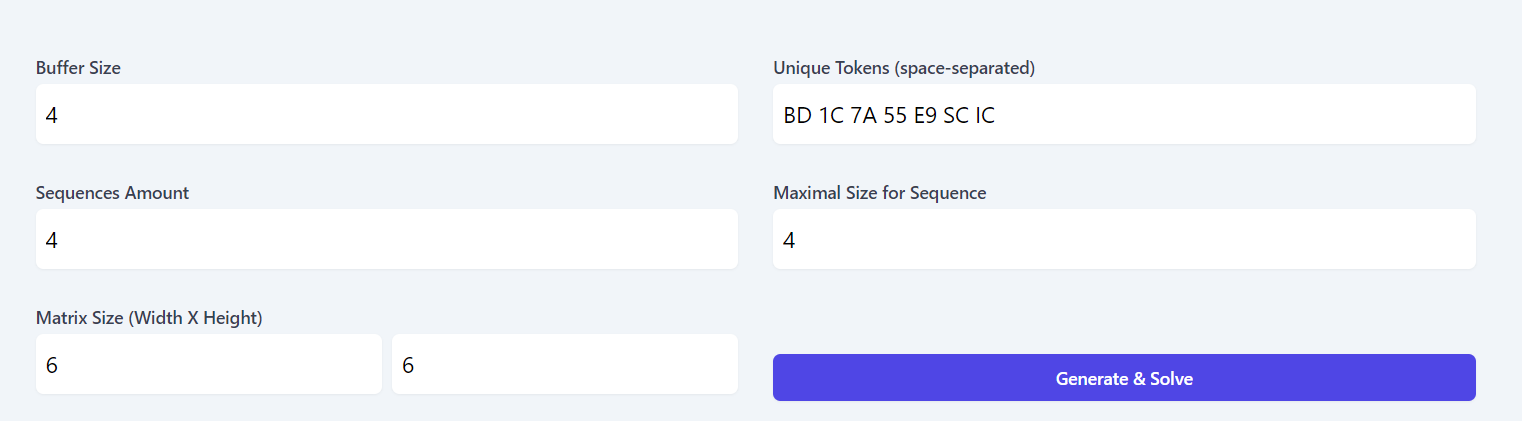 Buffer Size
Unique Tokens (space-separated)
4
BD 1C 7A 55 E9 SC IC
Sequences Amount
Maximal Size for Sequence
4
4
Matrix Size (Width X Height)
6
6
Generate & Solve